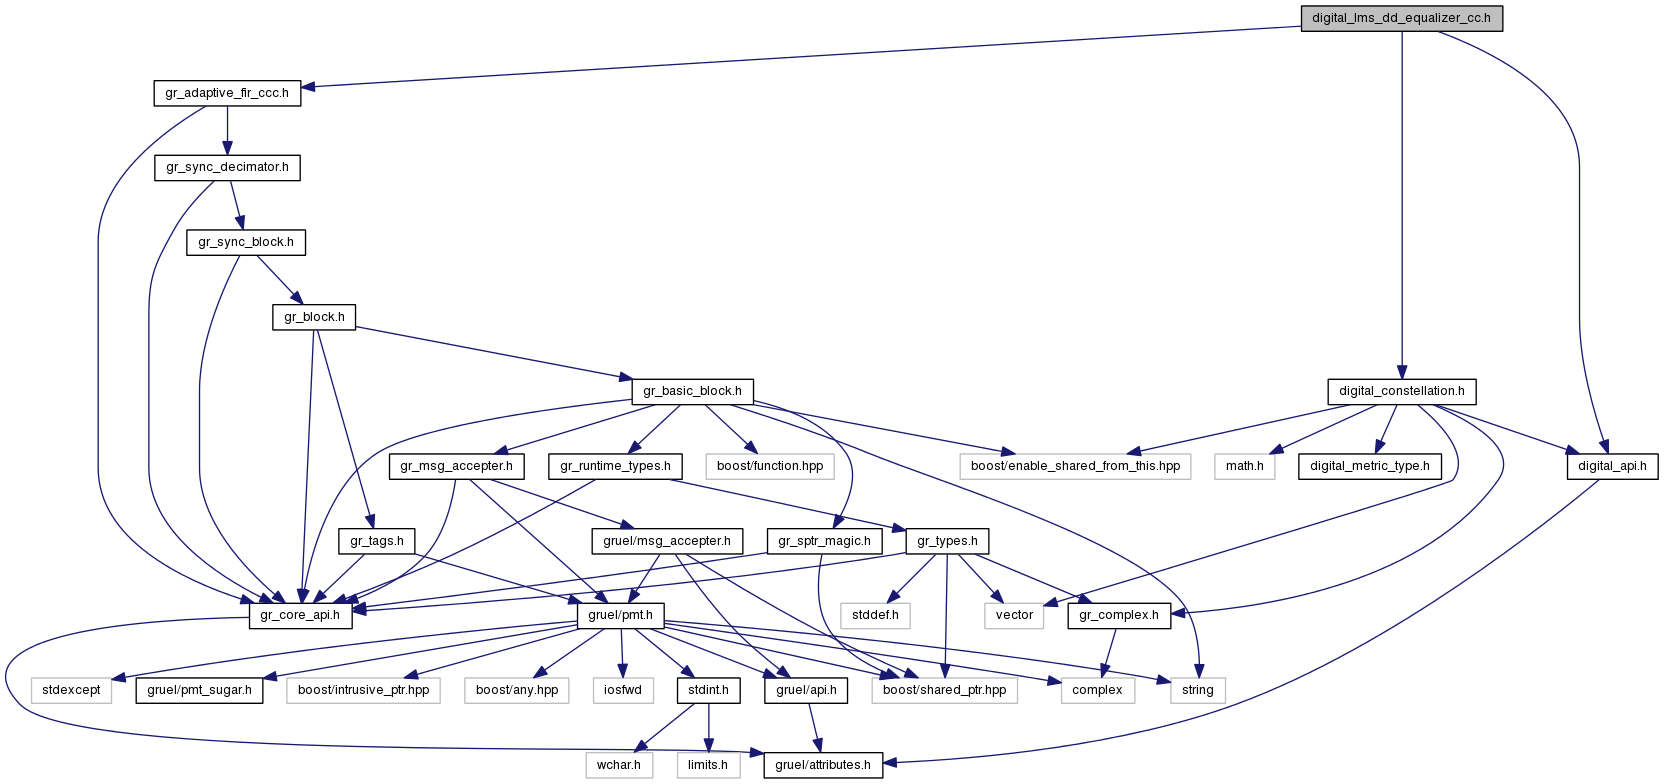 digital_lms_dd_equalizer_cc.h
gr_adaptive_fir_ccc.h
gr_sync_decimator.h
gr_sync_block.h
gr_block.h
gr_basic_block.h
digital_constellation.h
gr_msg_accepter.h
gr_runtime_types.h
boost/function.hpp
boost/enable_shared_from_this.hpp
math.h
digital_metric_type.h
digital_api.h
gr_tags.h
gruel/msg_accepter.h
gr_sptr_magic.h
gr_types.h
gr_core_api.h
gruel/pmt.h
stddef.h
vector
gr_complex.h
stdexcept
gruel/pmt_sugar.h
boost/intrusive_ptr.hpp
boost/any.hpp
iosfwd
stdint.h
gruel/api.h
boost/shared_ptr.hpp
complex
string
wchar.h
limits.h
gruel/attributes.h